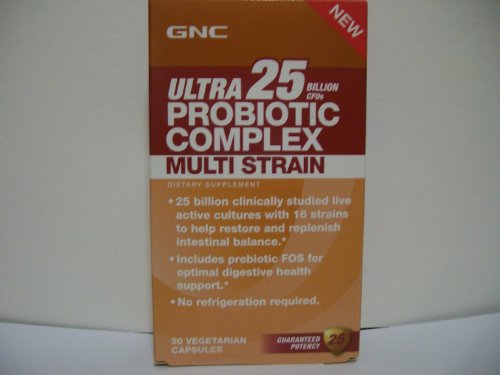 GNC
NEW
ULTRA 25 BILLION CFUs
PROBIOTIC
COMPLEX
MULTI STRAIN
DIETARY SUPPLEMENT
• 25 billion clinically studied live
active cultures with 16 strains
to help restore and replenish
intestinal balance.*
• Includes prebiotic FOS for
optimal digestive health
support.*
• No refrigeration required.
30 VEGETARIAN
CAPSULES
GUARANTEED
POTENCY
25